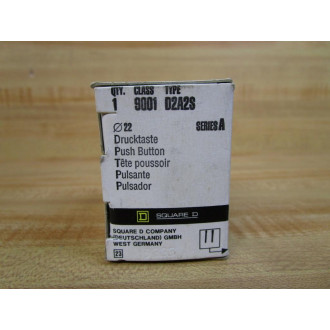 QTY. CLASS TYPE
1 9001 D2A2S
Ø22 SERIES A
Drucktaste
Push Button
Tête poussoir
Pulsante
Pulsador
D SQUARE D
SQUARE D COMPANY
(DEUTSCHLAND) GMBH
WEST GERMANY
23